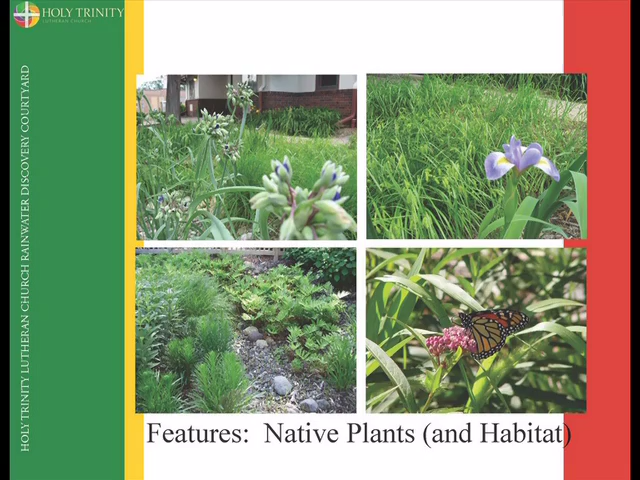 HOLY TRINITY
LUTHERAN CHURCH
HOLY TRINITY LUTHERAN CHURCH RAINWATER DISCOVERY COURTYARD
Features:  Native Plants (and Habitat)